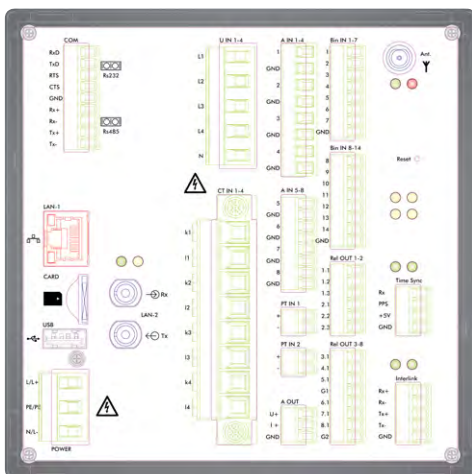 COM
RxD
TxD
RTS
CTS
GND
Rx+
Rx-
Tx+
Tx-
Rs232
Rs485
LAN-1
CARD
USB
LAN-2
Rx
Tx
L/L+
PE/PE
N/L-
POWER
U IN 1-4
L1
L2
L3
L4
N
CT IN 1-4
k1
l1
k2
l2
k3
l3
k4
l4
A IN 1-4
1
GND
2
GND
3
GND
4
GND
A IN 5-8
5
GND
6
GND
7
GND
8
GND
PT IN 1
+
-
PT IN 2
+
-
A OUT
U+
I +
GND
Bin IN 1-7
1
2
3
4
5
6
7
GND
Bin IN 8-14
8
9
10
11
12
13
14
GND
Rel OUT 1-2
1.1
1.2
1.3
2.1
2.2
2.3
Rel OUT 3-8
3.1
4.1
5.1
G1
6.1
7.1
8.1
G2
Ant.
Reset
Time Sync
Rx
PPS
+5V
GND
Interlink
Rx+
Rx-
Tx+
Tx-
GND